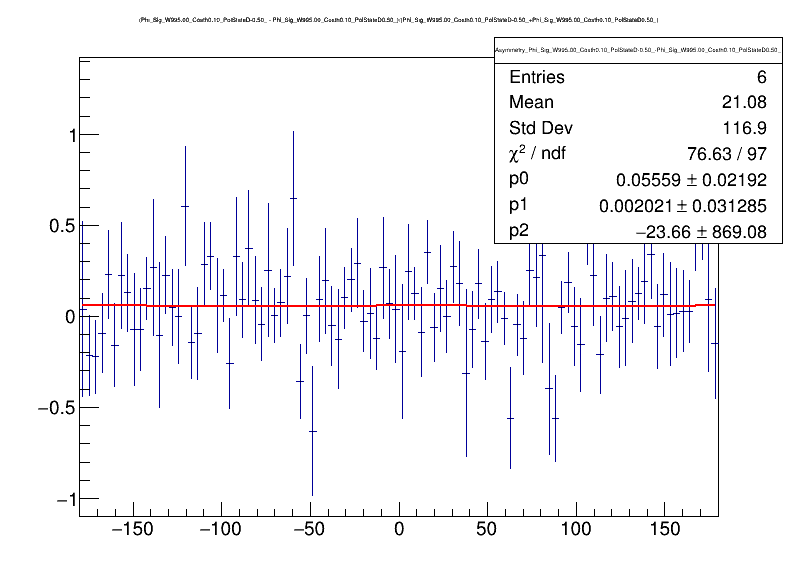 (Phi_Sig_W995.00_Costh0.10_PolStateD-0.50_ - Phi_Sig_W995.00_Costh0.10_PolStateD0.50_)/(Phi_Sig_W995.00_Costh0.10_PolStateD-0.50_+Phi_Sig_W995.00_Costh0.10_PolStateD0.50_)
Asymmetry_Phi_Sig_W995.00_Costh0.10_PolStateD-0.50_-Phi_Sig_W995.00_Costh0.10_PolStateD0.50_
Entries 6
Mean 21.08
Std Dev 116.9
χ² / ndf 76.63 / 97
p0 0.05559 ± 0.02192
p1 0.002021 ± 0.031285
p2 −23.66 ± 869.08
1
0.5
0
−0.5
−1
−150 −100 −50 0 50 100 150